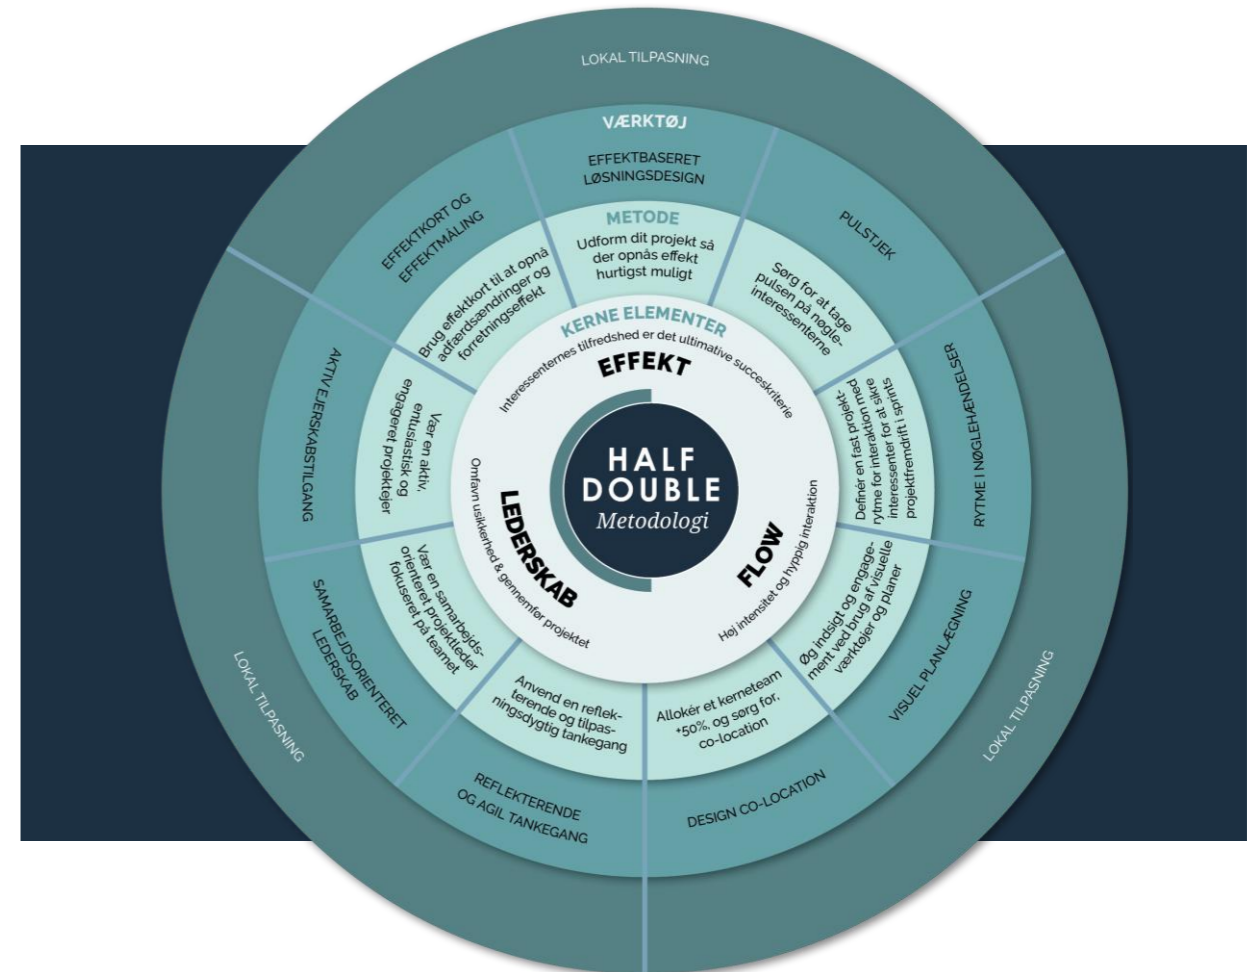 LOKAL TILPASNING
VÆRKTØJ
EFFEKTBASERET
LØSNINGSDESIGN
METODE
Udform dit projekt så
der opnås effekt
hurtigst muligt
KERNE ELEMENTER
Interessenternes tilfredshed er det ultimative succeskriterie
EFFEKT
HALF
DOUBLE
Metodologi
PULSTJEK
Sørg for at tage
pulsen på nøgle-
interessenterne
RYTME I NØGLEHÆNDELSER
Definér en fast projekt-
rytme for interaktion med
interessenter for at sikre
projektfremdrift i sprints
FLOW
Høj intensitet og hyppig interaktion
VISUEL PLANLÆGNING
Øg indsigt og engage-
ment ved brug af visuelle
værktøjer og planer
LOKAL TILPASNING
DESIGN CO-LOCATION
Allokér et kerneteam
+50%, og sørg for,
co-location
REFLEKTERENDE
OG AGIL TANKEGANG
Anvend en reflek-
terende og tilpas-
ningsdygtig tankegang
LEDERSKAB
Omfavn usikkerhed & gennemfør projektet
SAMARBEJDSORIENTERET
LEDERSKAB
Vær en samarbejds-
orienteret projektleder
fokuseret på teamet
LOKAL TILPASNING
AKTIV EJERSKABSTILGANG
Vær en aktiv,
entusiastisk og
engageret projektejer
EFFEKTKORT OG
EFFEKTMÅLING
Brug effektkort til at opnå
adfærdsændringer og
forretningseffekt